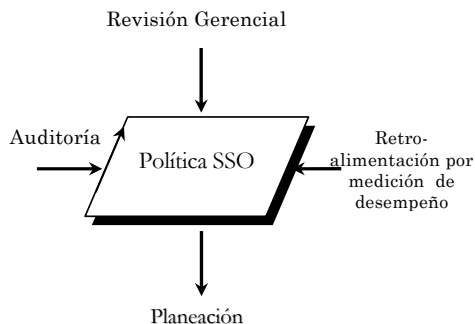 Revisión Gerencial
Auditoría
Política SSO
Retro-
alimentación por
medición de
desempeño
Planeación